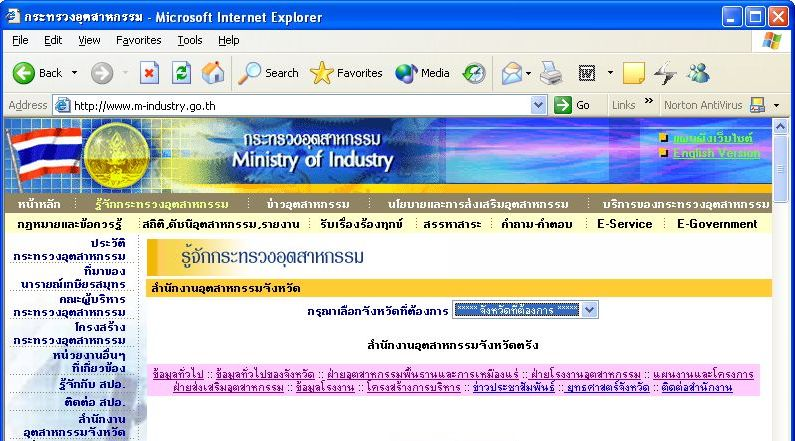 กระทรวงอุตสาหกรรม - Microsoft Internet Explorer
File Edit View Favorites Tools Help
Back Search Favorites Media
Address http://www.m-industry.go.th Go Links » Norton AntiVirus
กระทรวงอุตสาหกรรม
Ministry of Industry
แผนผังเว็บไซต์
English Version
หน้าหลัก รู้จักกระทรวงอุตสาหกรรม ข่าวอุตสาหกรรม นโยบายและการส่งเสริมอุตสาหกรรม บริการของกระทรวงอุตสาหกรรม
กฎหมายและข้อควรรู้ สถิติ,ดัชนีอุตสาหกรรม,รายงาน รับเรื่องร้องทุกข์ สรรหาสาระ คำถาม-คำตอบ E-Service E-Government
ประวัติ
กระทรวงอุตสาหกรรม
ที่มาของ
นารายณ์เกษียรสมุทร
คณะผู้บริหาร
กระทรวงอุตสาหกรรม
โครงสร้าง
กระทรวงอุตสาหกรรม
หน่วยงานอื่นๆ
ที่เกี่ยวข้อง
รู้จักกับ สปอ.
ติดต่อ สปอ.
สำนักงาน
อุตสาหกรรมจังหวัด
รู้จักกระทรวงอุตสาหกรรม
สำนักงานอุตสาหกรรมจังหวัด
กรุณาเลือกจังหวัดที่ต้องการ ***** จังหวัดที่ต้องการ *****
สำนักงานอุตสาหกรรมจังหวัดตรัง
ข้อมูลทั่วไป :: ข้อมูลทั่วไปของจังหวัด :: ฝ่ายอุตสาหกรรมพื้นฐานและการเหมืองแร่ :: ฝ่ายโรงงานอุตสาหกรรม :: แผนงานและโครงการ
ฝ่ายส่งเสริมอุตสาหกรรม :: ข้อมูลโรงงาน :: โครงสร้างการบริหาร :: ข่าวประชาสัมพันธ์ :: ยุทธศาสตร์จังหวัด :: ติดต่อสำนักงาน